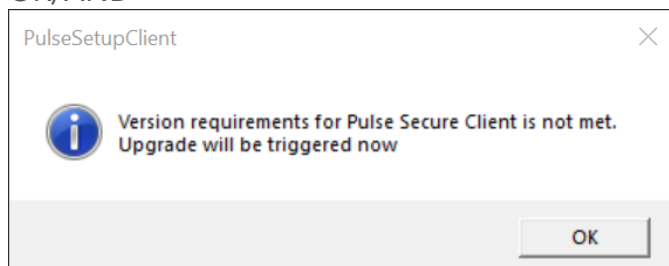 PulseSetupClient
Version requirements for Pulse Secure Client is not met.
Upgrade will be triggered now
OK